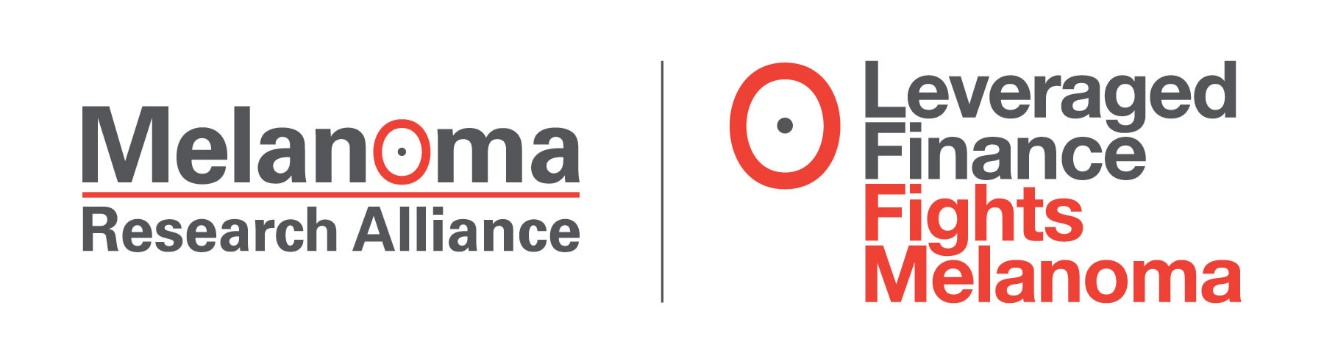 Melanoma
Research Alliance
Leveraged
Finance
Fights
Melanoma